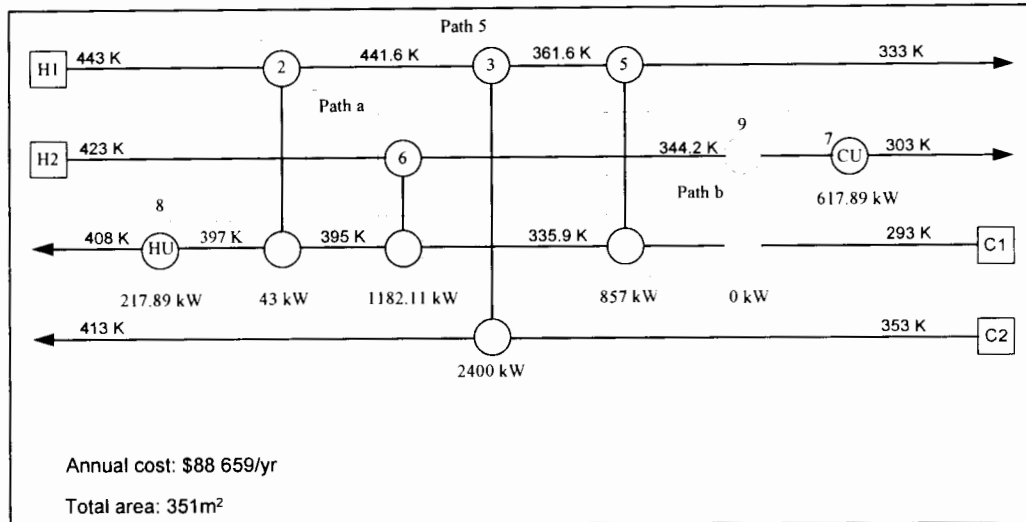 Path 5
443 K 441.6 K 361.6 K 333 K
H1 2 3 5
Path a
9
423 K 344.2 K 7 303 K
H2 6 CU
Path b
8 617.89 kW
408 K 397 K 395 K 335.9 K 293 K
HU C1
217.89 kW 43 kW 1182.11 kW 857 kW 0 kW
413 K 353 K
C2
2400 kW
Annual cost: $88 659/yr
Total area: 351m²